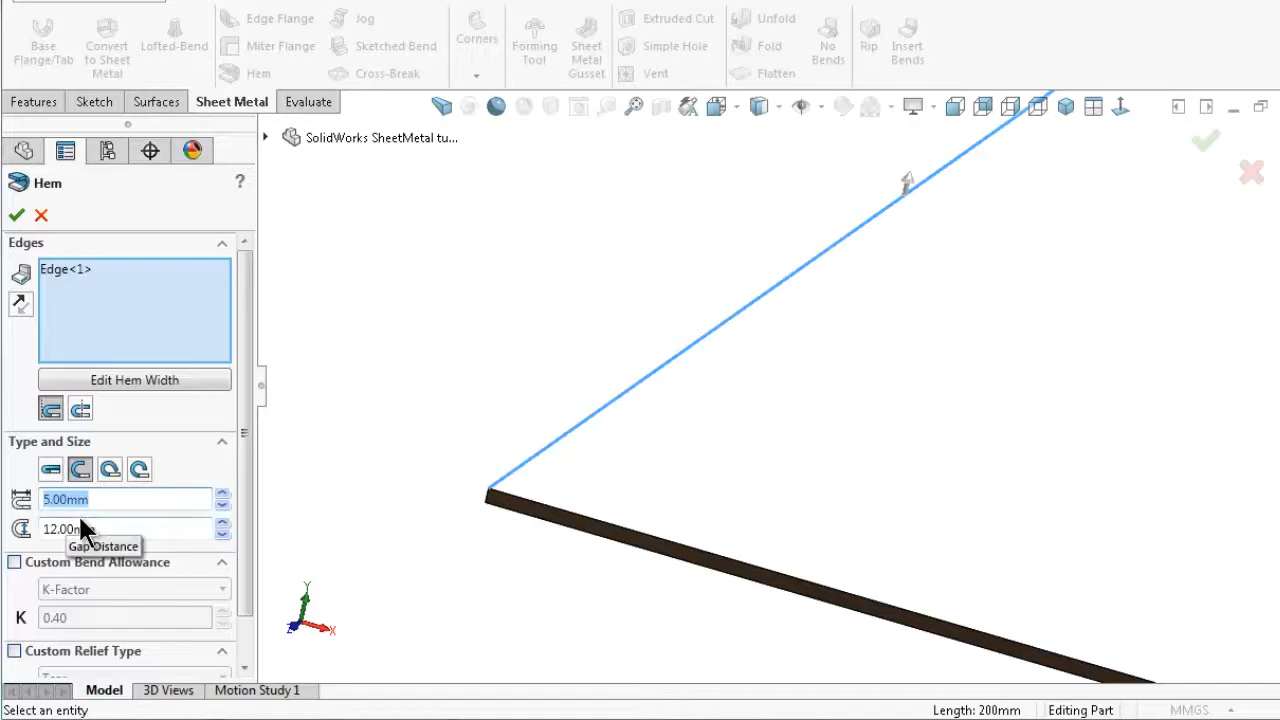 Edge Flange
Jog
Extruded Cut
Unfold
Base
Flange/Tab
Convert
to Sheet
Metal
Lofted-Bend
Miter Flange
Sketched Bend
Corners
Forming
Tool
Sheet
Metal
Gusset
Simple Hole
Fold
No
Bends
Rip
Insert
Bends
Hem
Cross-Break
Vent
Flatten
Features
Sketch
Surfaces
Sheet Metal
Evaluate
SolidWorks SheetMetal tu...
Hem
?
Edges
Edge<1>
Edit Hem Width
Type and Size
5.00mm
Gap Distance
Custom Bend Allowance
K-Factor
K
0.40
Custom Relief Type
Y
X
Z
Model
3D Views
Motion Study 1
Select an entity
Length: 200mm
Editing Part
MMGS